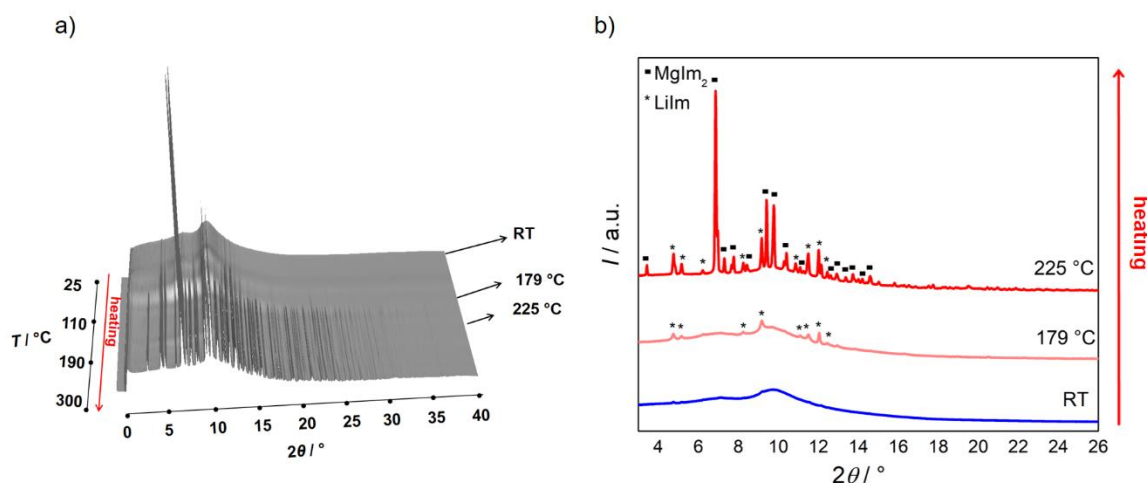 a)
RT
179 °C
225 °C
25
110
190
300
T / °C
heating
0 5 10 15 20 25 30 35 40
2θ / °
b)
▪ MgIm₂
* LiIm
I / a.u.
225 °C
179 °C
RT
4 6 8 10 12 14 16 18 20 22 24 26
2θ / °
heating